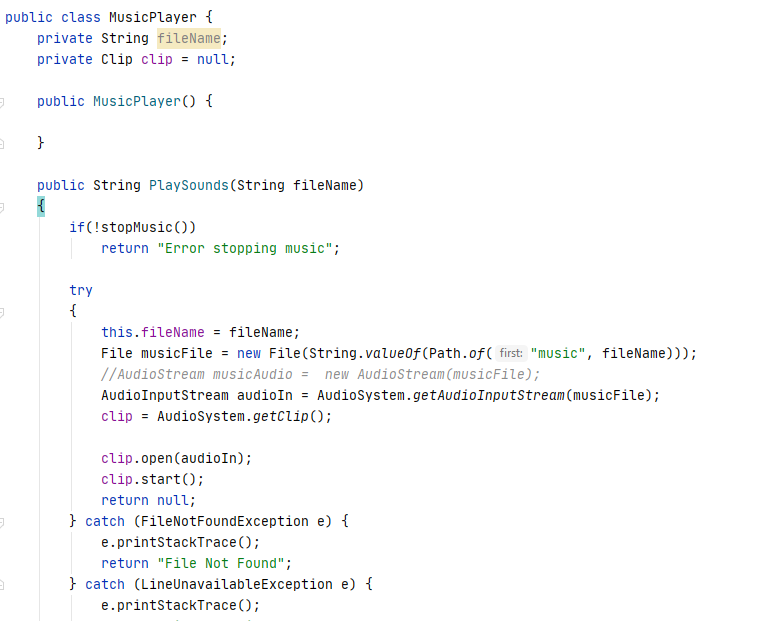 public class MusicPlayer {
    private String fileName;
    private Clip clip = null;
    public MusicPlayer() {
    }
    public String PlaySounds(String fileName)
    {
        if(!stopMusic())
            return "Error stopping music";
        try
        {
            this.fileName = fileName;
            File musicFile = new File(String.valueOf(Path.of( first: "music", fileName)));
            //AudioStream musicAudio =  new AudioStream(musicFile);
            AudioInputStream audioIn = AudioSystem.getAudioInputStream(musicFile);
            clip = AudioSystem.getClip();
            clip.open(audioIn);
            clip.start();
            return null;
        } catch (FileNotFoundException e) {
            e.printStackTrace();
            return "File Not Found";
        } catch (LineUnavailableException e) {
            e.printStackTrace();